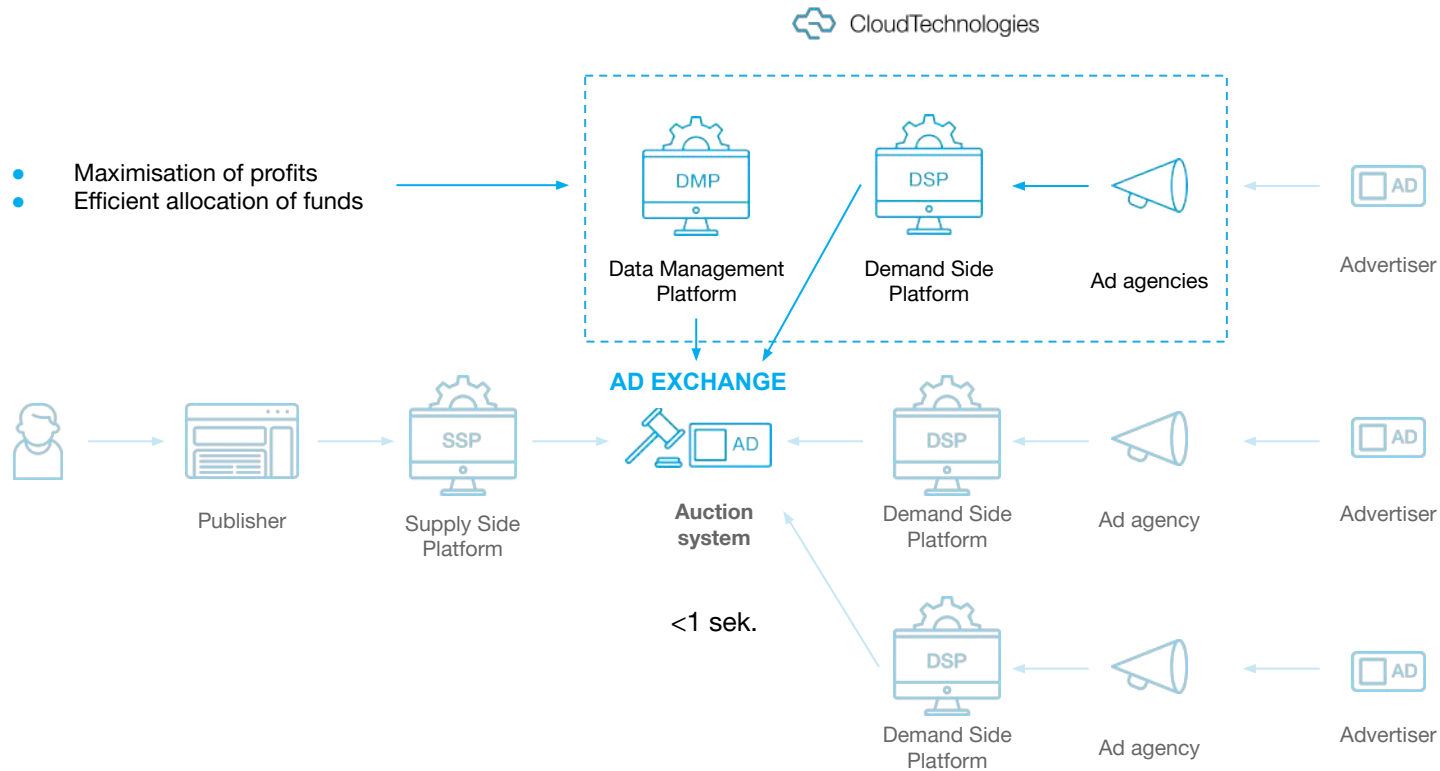 CloudTechnologies
Maximisation of profits
Efficient allocation of funds
DMP
DSP
AD
Data Management
Platform
Demand Side
Platform
Ad agencies
Advertiser
AD EXCHANGE
SSP
AD
DSP
AD
Publisher
Supply Side
Platform
Auction
system
Demand Side
Platform
Ad agency
Advertiser
<1 sek.
DSP
AD
Demand Side
Platform
Ad agency
Advertiser